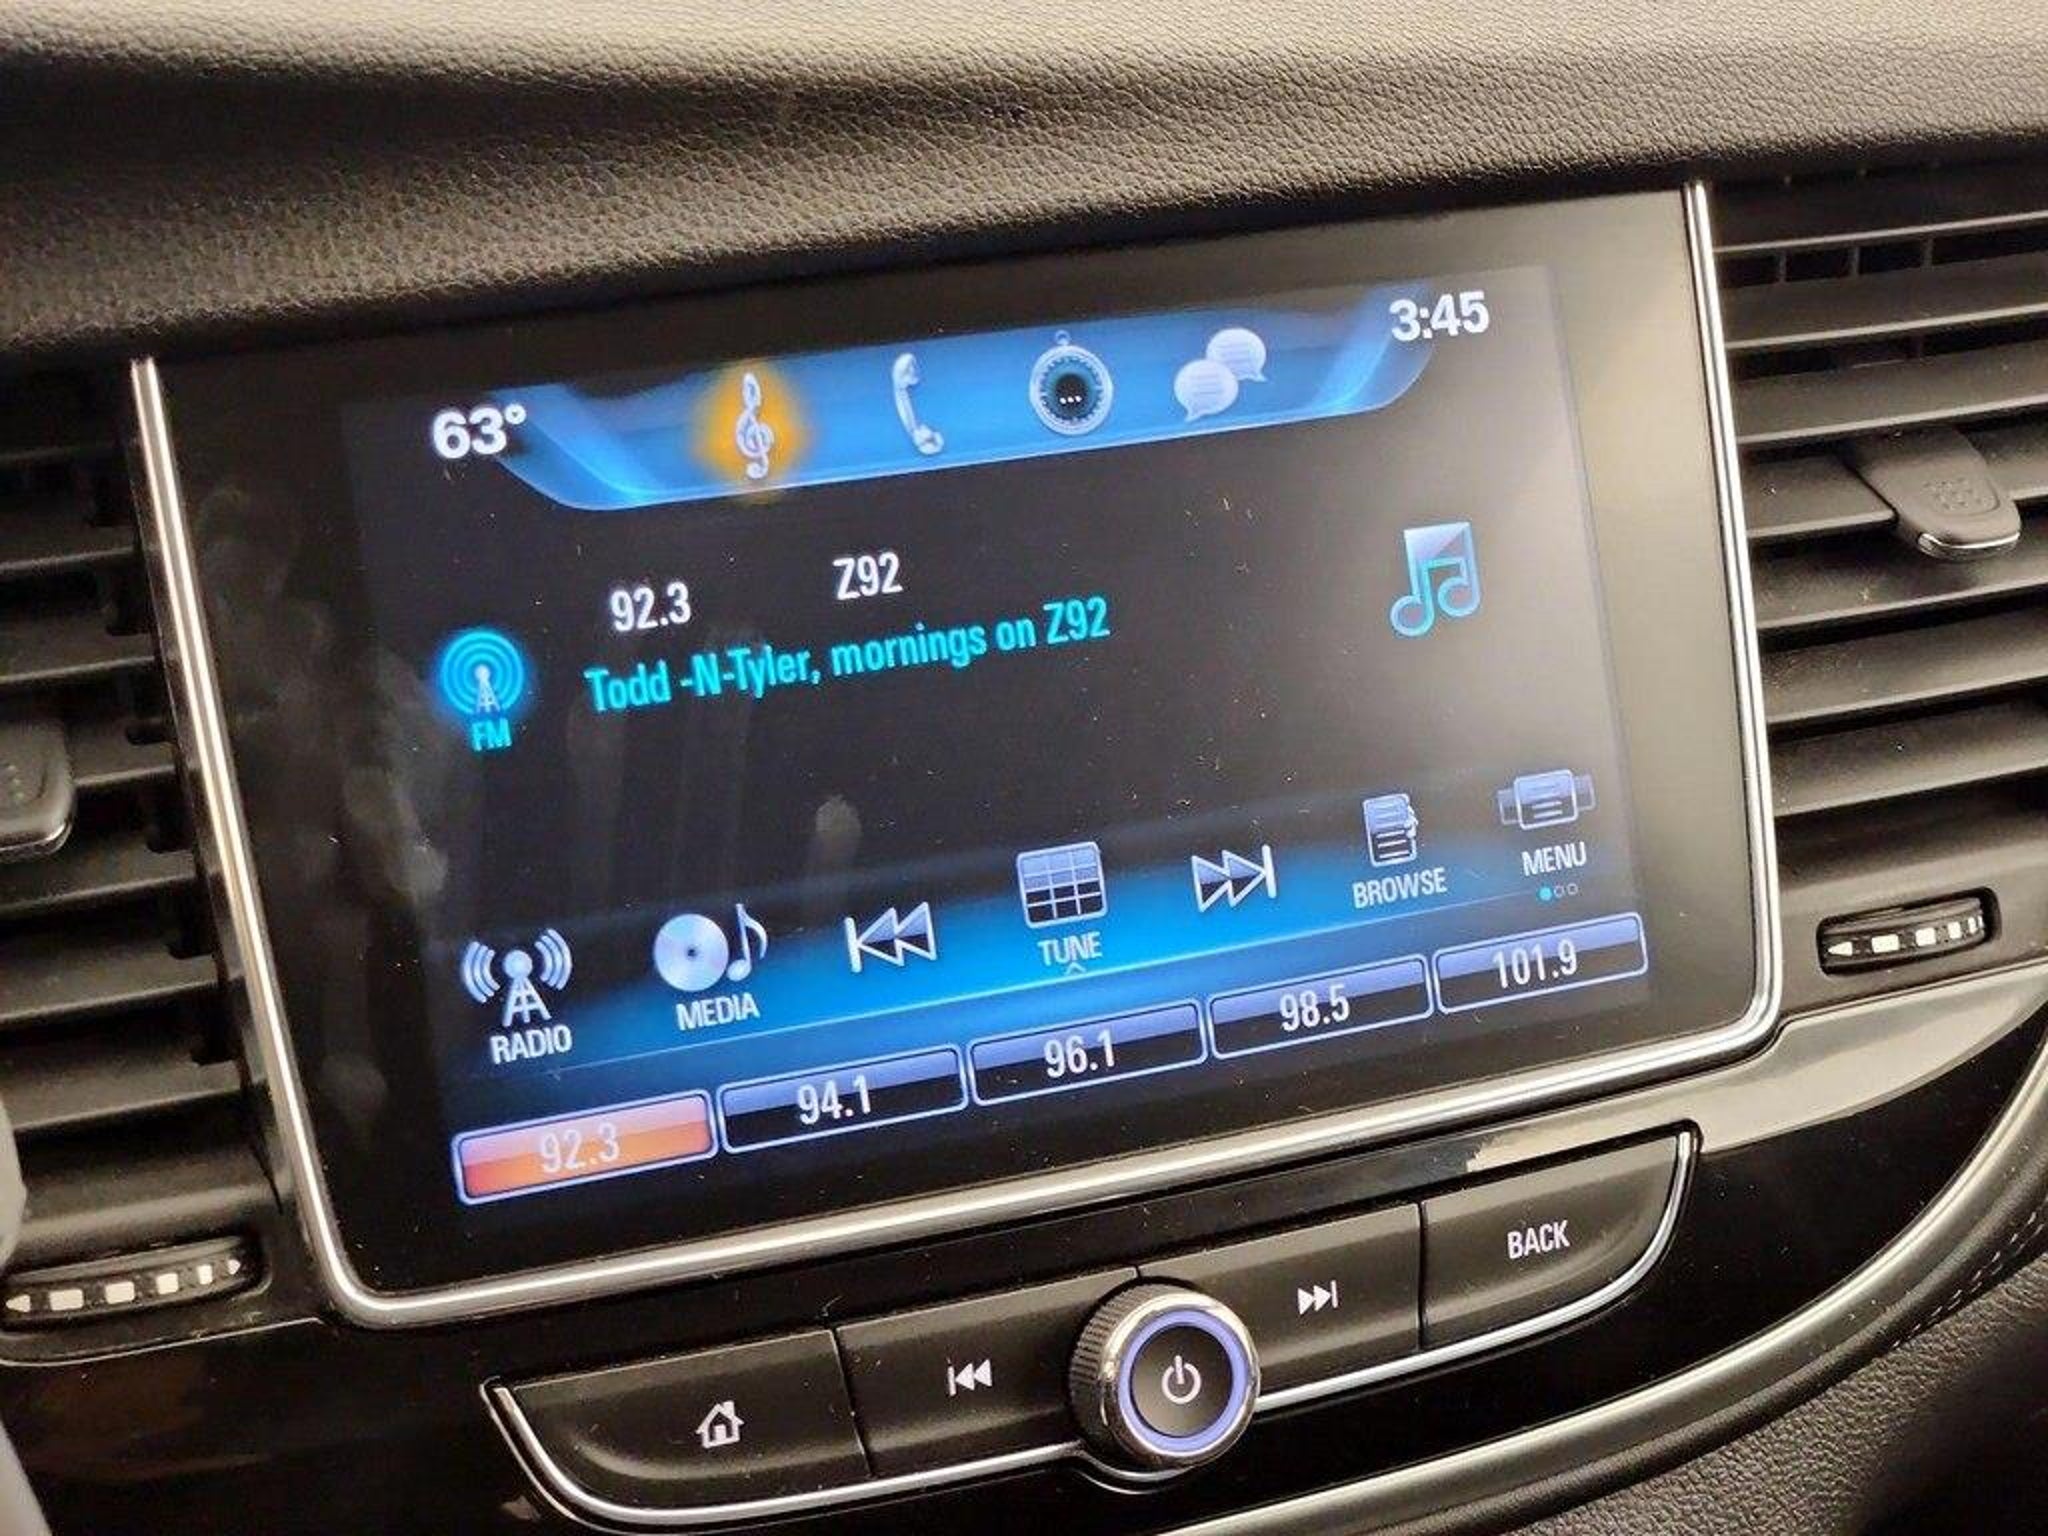 63° 3:45
92.3 Z92
Todd -N-Tyler, mornings on Z92
FM
RADIO MEDIA TUNE BROWSE MENU
92.3 94.1 96.1 98.5 101.9
BACK